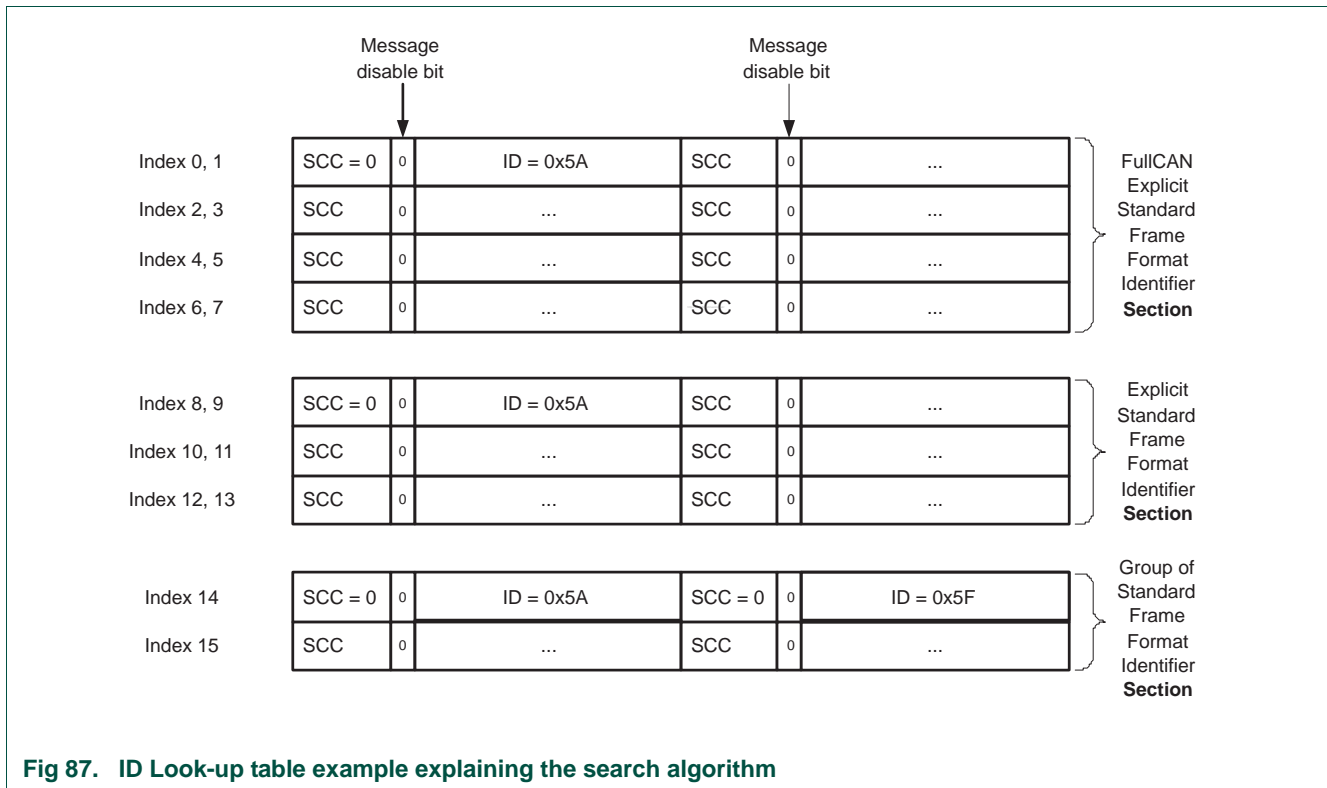 Message
disable bit
Message
disable bit
Index 0, 1 SCC = 0 0 ID = 0x5A SCC 0 ...
Index 2, 3 SCC 0 ... SCC 0 ...
Index 4, 5 SCC 0 ... SCC 0 ...
Index 6, 7 SCC 0 ... SCC 0 ...
FullCAN
Explicit
Standard
Frame
Format
Identifier
Section
Index 8, 9 SCC = 0 0 ID = 0x5A SCC 0 ...
Index 10, 11 SCC 0 ... SCC 0 ...
Index 12, 13 SCC 0 ... SCC 0 ...
Explicit
Standard
Frame
Format
Identifier
Section
Index 14 SCC = 0 0 ID = 0x5A SCC = 0 0 ID = 0x5F
Index 15 SCC 0 ... SCC 0 ...
Group of
Standard
Frame
Format
Identifier
Section
Fig 87. ID Look-up table example explaining the search algorithm